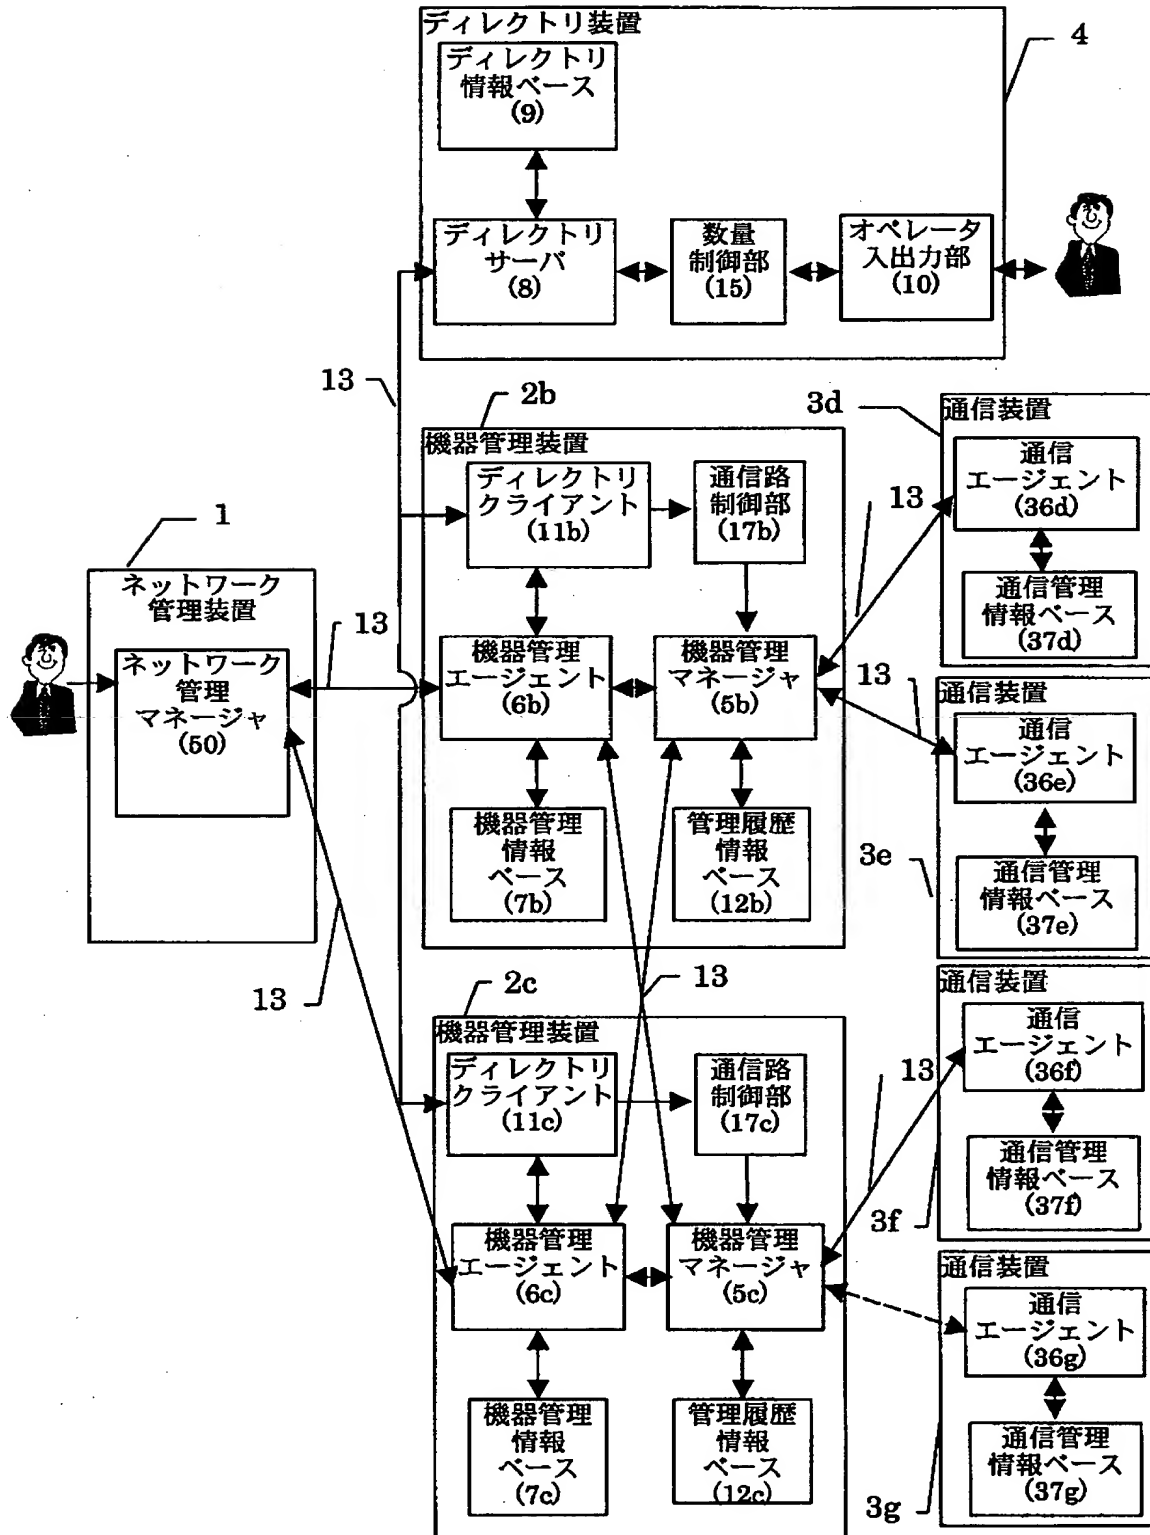 ディレクトリ装置
4
ディレクトリ
情報ベース
(9)
ディレクトリ
サーバ
(8)
数量
制御部
(15)
オペレータ
入出力部
(10)
13
2b
機器管理装置
ディレクトリ
クライアント
(11b)
通信路
制御部
(17b)
機器管理
エージェント
(6b)
機器管理
マネージャ
(5b)
機器管理
情報
ベース
(7b)
管理履歴
情報
ベース
(12b)
1
ネットワーク
管理装置
ネットワーク
管理
マネージャ
(50)
13
13
13
2c
機器管理装置
ディレクトリ
クライアント
(11c)
通信路
制御部
(17c)
機器管理
エージェント
(6c)
機器管理
マネージャ
(5c)
機器管理
情報
ベース
(7c)
管理履歴
情報
ベース
(12c)
3d
通信装置
通信
エージェント
(36d)
通信管理
情報ベース
(37d)
13
13
3e
通信装置
通信
エージェント
(36e)
通信管理
情報ベース
(37e)
3f
通信装置
通信
エージェント
(36f)
通信管理
情報ベース
(37f)
13
3g
通信装置
通信
エージェント
(36g)
通信管理
情報ベース
(37g)